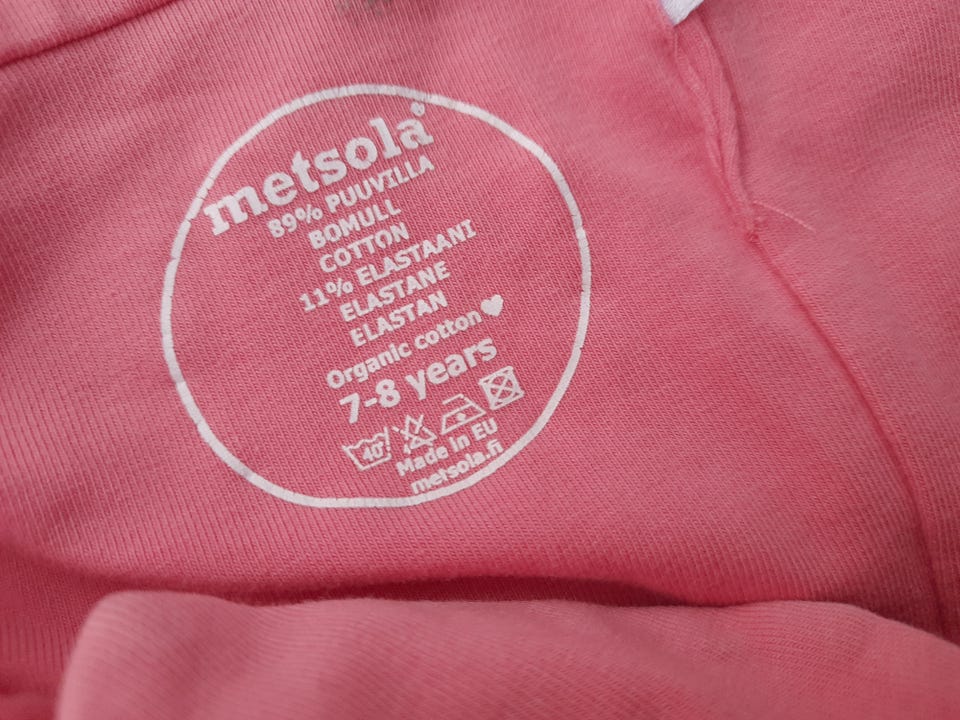 metsola®
89% PUUVILLA
BOMULL
COTTON
11% ELASTAANI
ELASTANE
ELASTAN
Organic cotton
7-8 years
40
Made in EU
metsola.fi